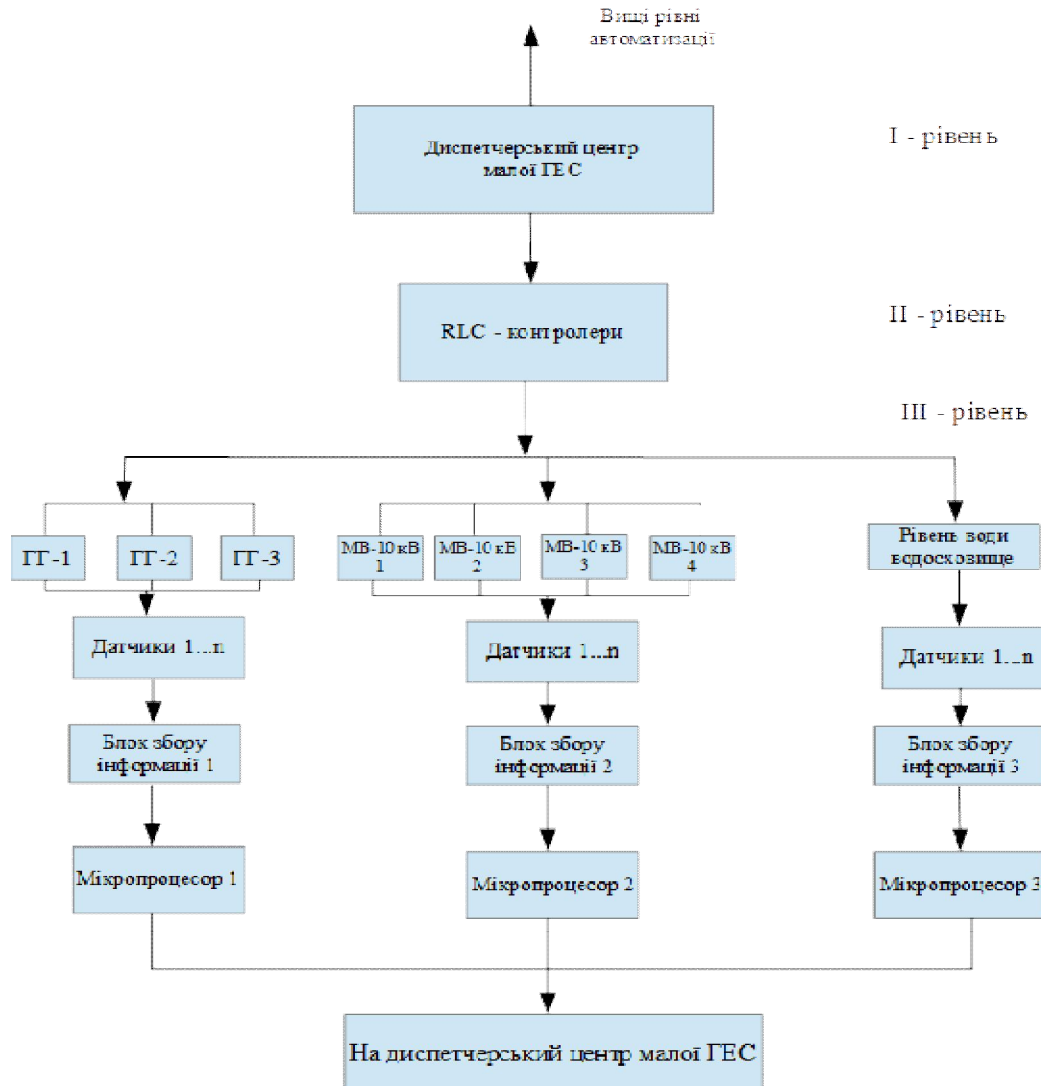 Вищі рівні
автоматизації
Диспетчерський центр
малої ГЕС
І - рівень
RLC - контролери
ІІ - рівень
ІІІ - рівень
ГГ-1
ГГ-2
ГГ-3
МВ-10 кВ
1
МВ-10 кВ
2
МВ-10 кВ
3
МВ-10 кВ
4
Рівень води
водосховище
Датчики 1...n
Датчики 1...n
Датчики 1...n
Блок збору
інформації 1
Блок збору
інформації 2
Блок збору
інформації 3
Мікропроцесор 1
Мікропроцесор 2
Мікропроцесор 3
На диспетчерський центр малої ГЕС